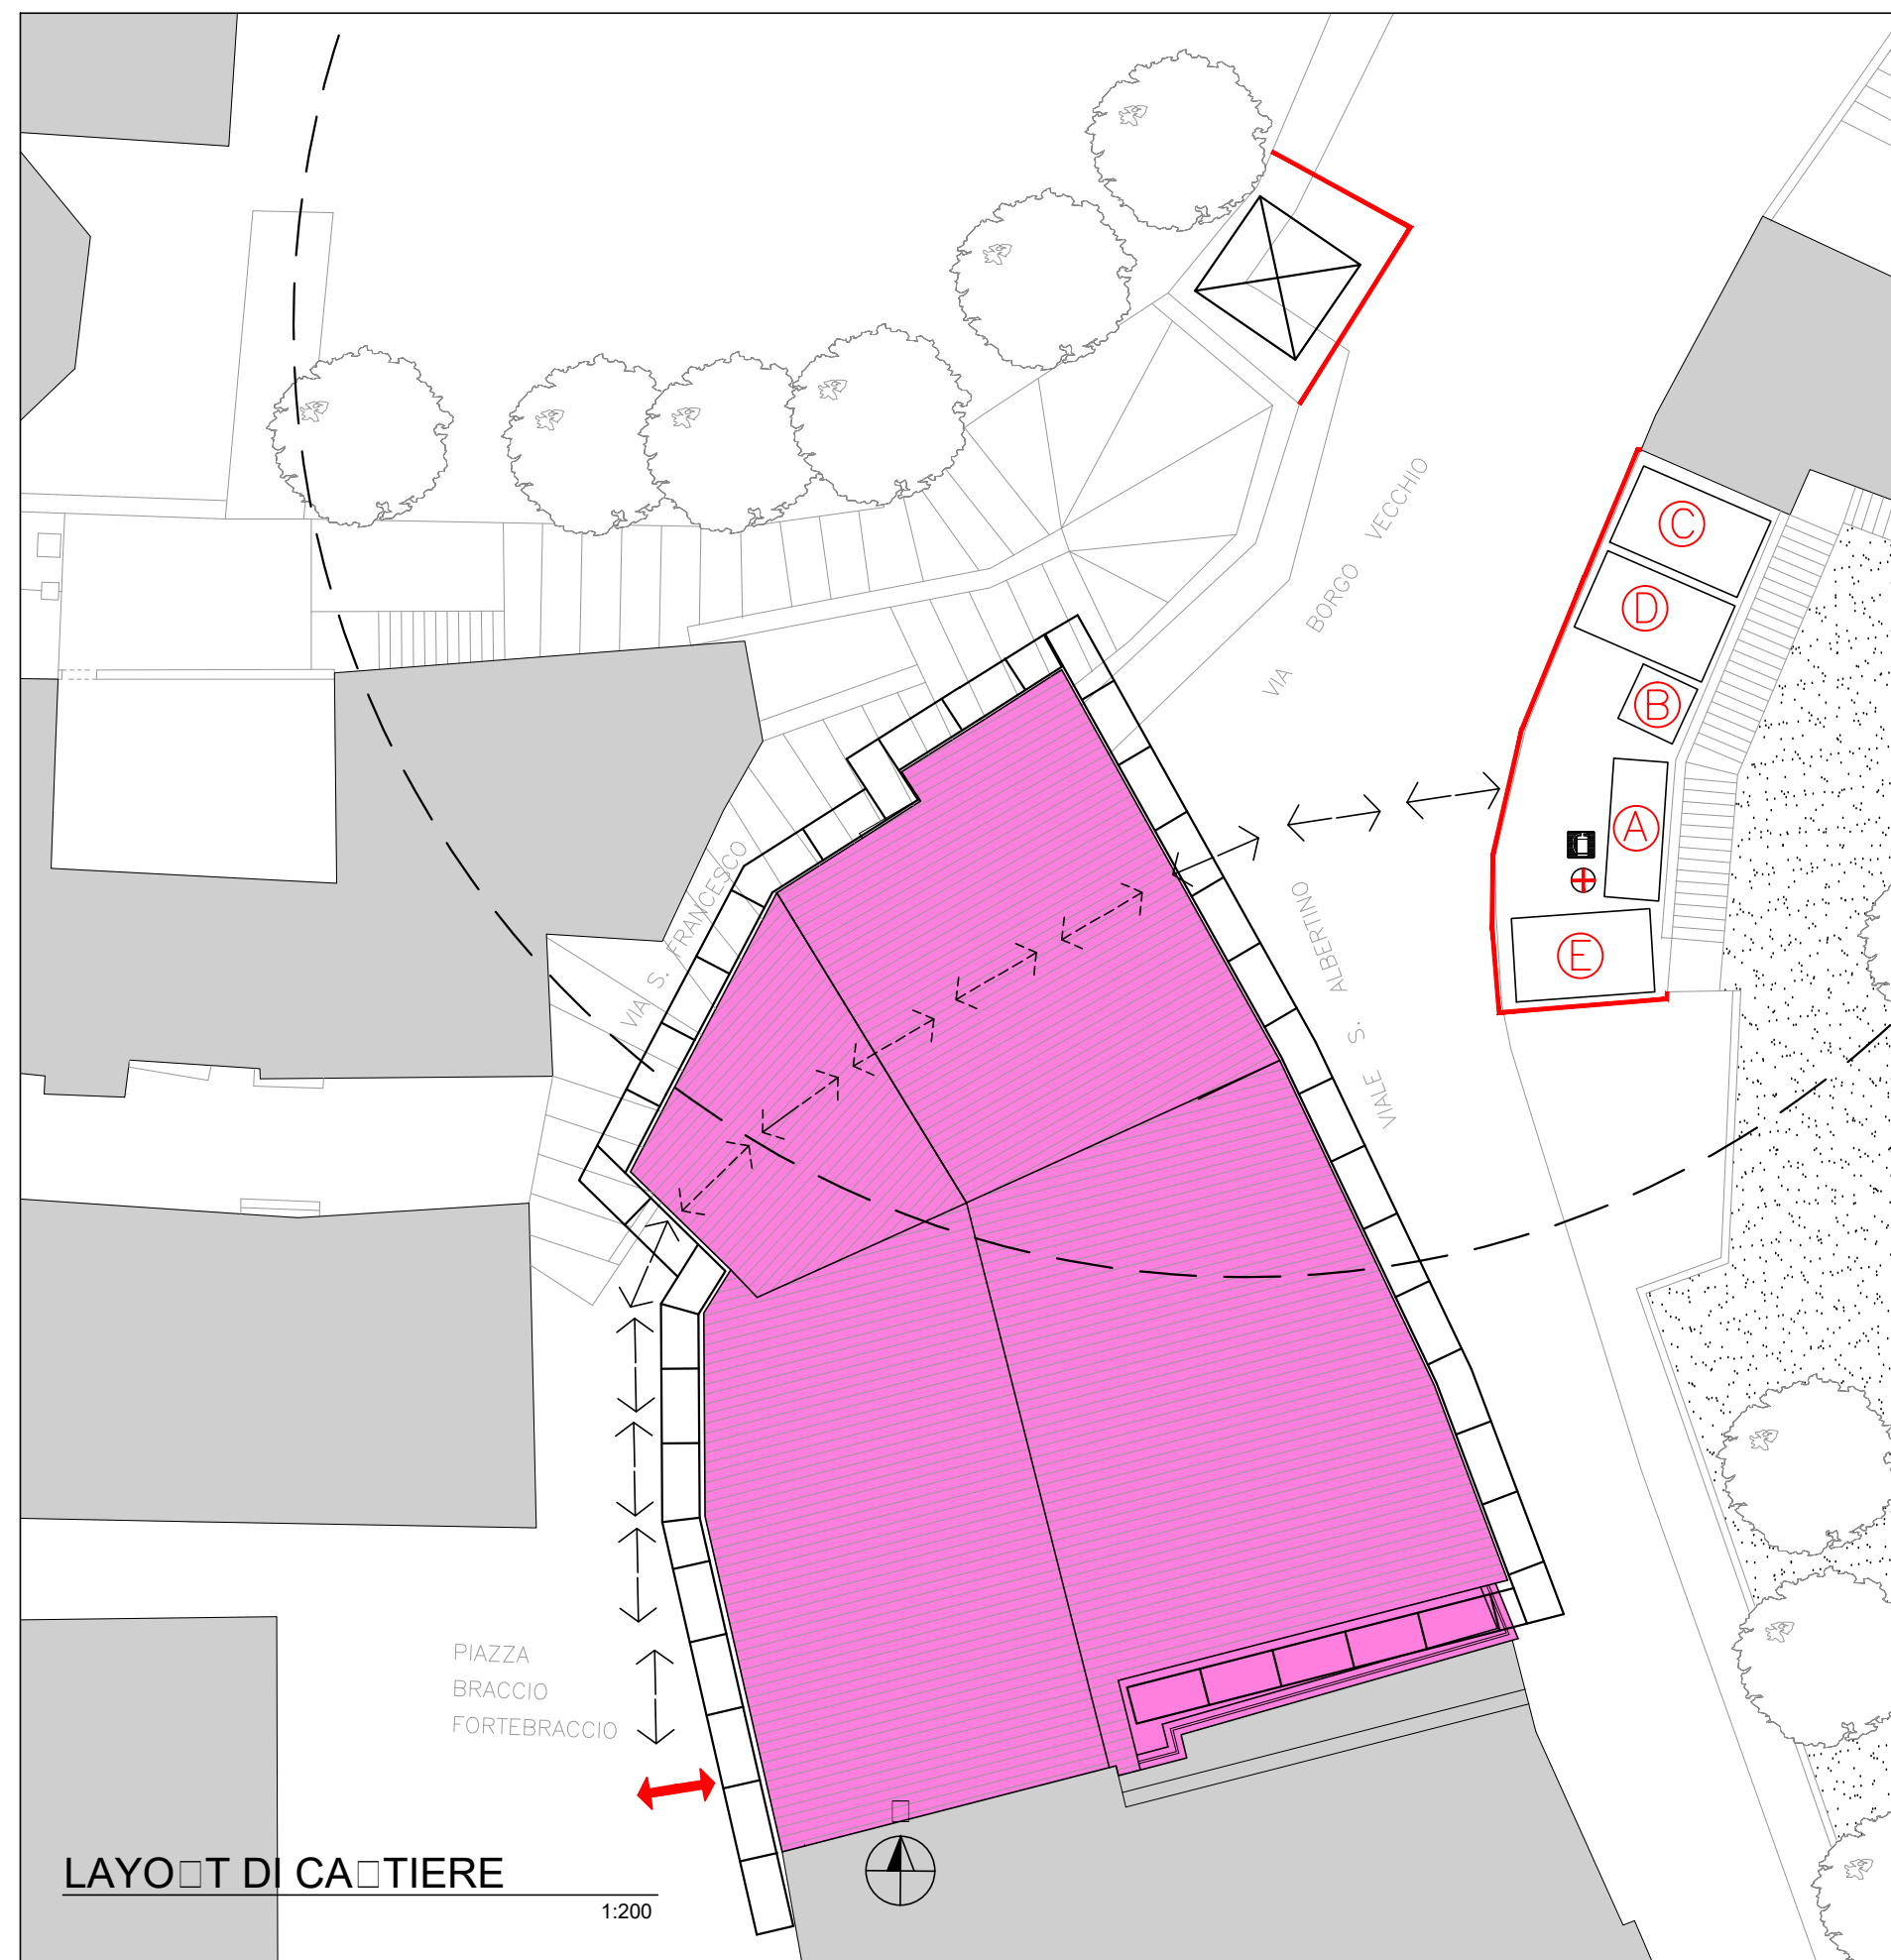 C
D
B
A
E
VIA BORGO VECCHIO
VIA S. FRANCESCO
VIALE S. ALBERTINO
PIAZZA
BRACCIO
FORTEBRACCIO
LAYO□T DI CA□TIERE
1:200